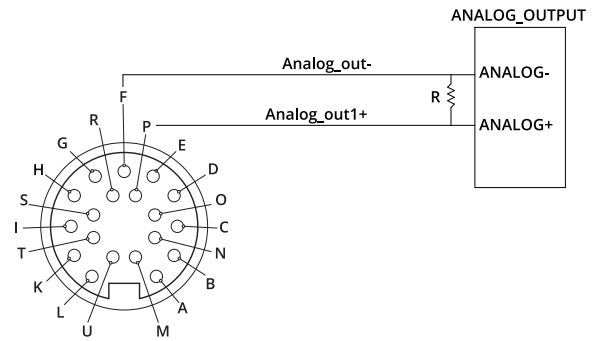 ANALOG_OUTPUT
Analog_out-
ANALOG-
F
R
Analog_out1+
ANALOG+
R
P
G
E
H
D
S
O
I
C
T
N
K
B
L
A
U
M